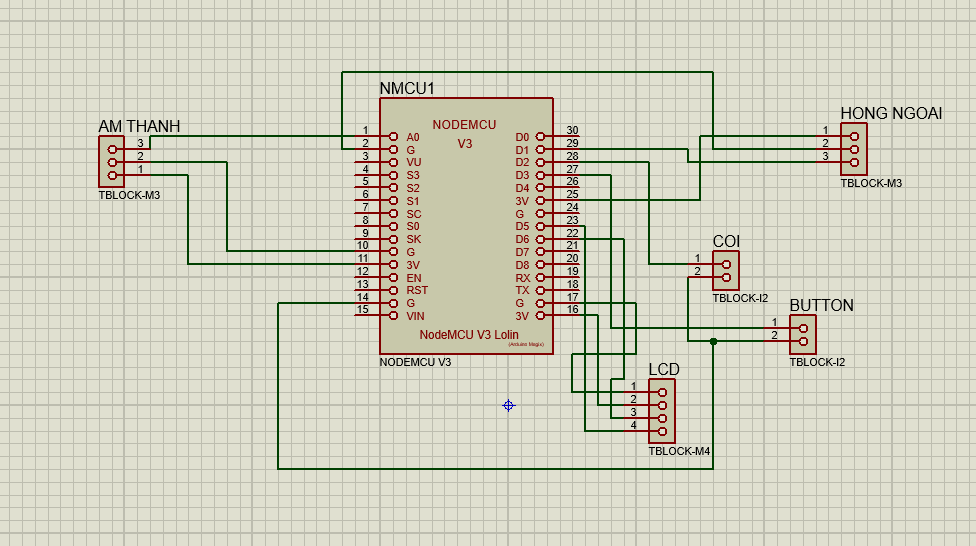 NMCU1
NODEMCU
V3
1 A0
2 G
3 VU
4 S3
5 S2
6 S1
7 SC
8 S0
9 SK
10 G
11 3V
12 EN
13 RST
14 G
15 VIN
D0 30
D1 29
D2 28
D3 27
D4 26
3V 25
G 24
D5 23
D6 22
D7 21
D8 20
RX 19
TX 18
G 17
3V 16
NodeMCU V3 Lolin
(Arduino Megix)
NODEMCU V3
AM THANH
3
2
1
TBLOCK-M3
HONG NGOAI
1
2
3
TBLOCK-M3
COI
1
2
TBLOCK-I2
BUTTON
1
2
TBLOCK-I2
LCD
1
2
3
4
TBLOCK-M4